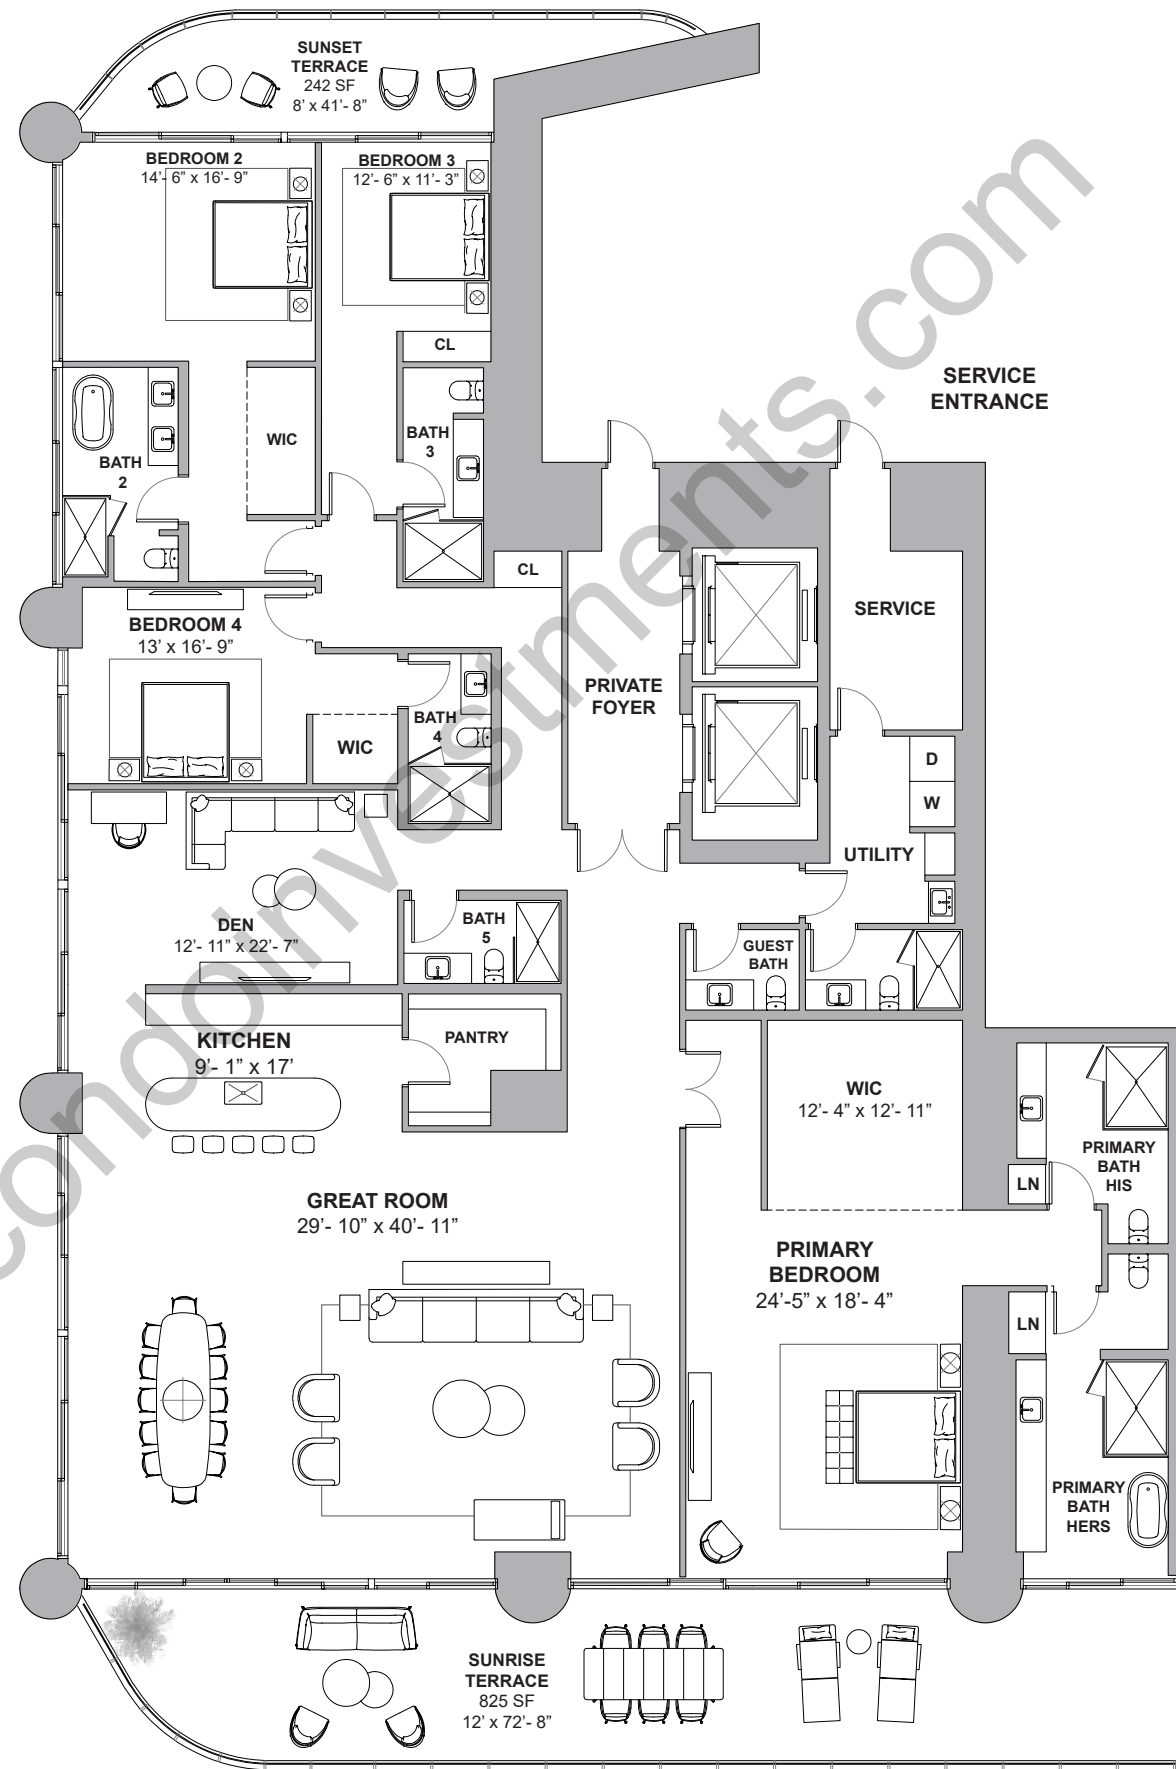 SUNSET
TERRACE
242 SF
8' x 41'- 8"
BEDROOM 2
14'- 6" x 16'- 9"
BEDROOM 3
12'- 6" x 11'- 3"
CL
WIC
BATH
2
BATH
3
SERVICE
ENTRANCE
CL
SERVICE
BEDROOM 4
13' x 16'- 9"
PRIVATE
FOYER
BATH
4
WIC
D
W
UTILITY
DEN
12'- 11" x 22'- 7"
BATH
5
GUEST
BATH
KITCHEN
9'- 1" x 17'
PANTRY
WIC
12'- 4" x 12'- 11"
PRIMARY
BATH
HIS
LN
GREAT ROOM
29'- 10" x 40'- 11"
PRIMARY
BEDROOM
24'-5" x 18'- 4"
LN
PRIMARY
BATH
HERS
SUNRISE
TERRACE
825 SF
12' x 72'- 8"
condoinvestments.com